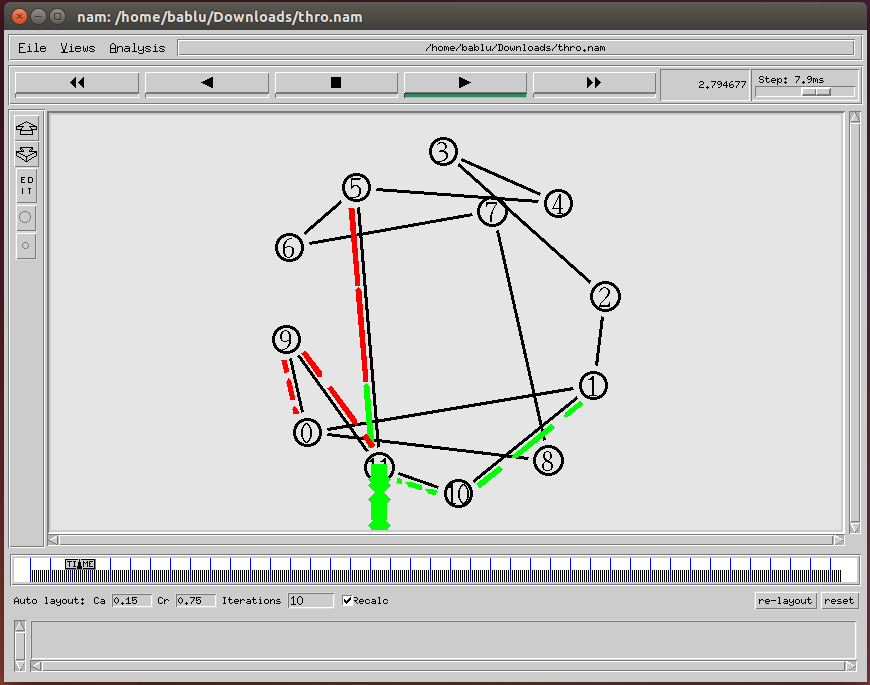 nam: /home/bablu/Downloads/thro.nam
File Views Analysis /home/bablu/Downloads/thro.nam
2.794677 Step: 7.9ms
ED
IT
3
5
4
7
6
2
9
1
0
8
11
10
TIME
Auto layout: Ca 0.15 Cr 0.75 Iterations 10 Recalc re-layout reset